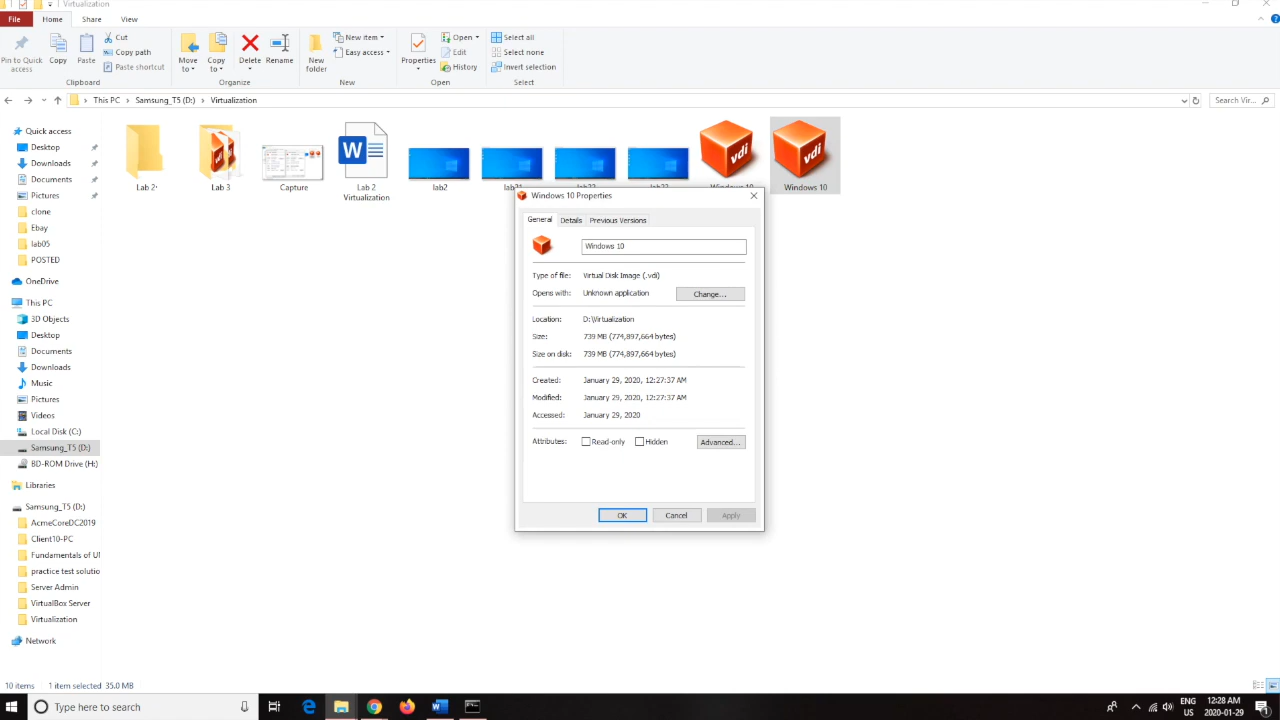 Virtualization
File Home Share View
Pin to Quick access
Copy
Paste
Cut
Copy path
Paste shortcut
Clipboard
Move to
Copy to
Delete
Rename
Organize
New folder
New item
Easy access
New
Properties
Open
Edit
History
Open
Select all
Select none
Invert selection
Select
This PC > Samsung_T5 (D:) > Virtualization
Search Vir...
Quick access
Desktop
Downloads
Documents
Pictures
clone
Ebay
lab05
POSTED
OneDrive
This PC
3D Objects
Desktop
Documents
Downloads
Music
Pictures
Videos
Local Disk (C:)
Samsung_T5 (D:)
BD-ROM Drive (H:)
Libraries
Samsung_T5 (D:)
AcmeCoreDC2019
Client10-PC
Fundamentals of UN
practice test solutio
Server Admin
VirtualBox Server
Virtualization
Network
Lab 2
Lab 3
Capture
Lab 2
Virtualization
lab2
lab21
lab22
vdi
Windows 10
vdi
Windows 10
Windows 10 Properties
General Details Previous Versions
Windows 10
Type of file: Virtual Disk Image (.vdi)
Opens with: Unknown application Change...
Location: D:\Virtualization
Size: 739 MB (774,897,664 bytes)
Size on disk: 739 MB (774,897,664 bytes)
Created: January 29, 2020, 12:27:37 AM
Modified: January 29, 2020, 12:27:37 AM
Accessed: January 29, 2020
Attributes: Read-only Hidden Advanced...
OK Cancel Apply
10 items 1 item selected 35.0 MB
Type here to search
ENG
US
12:28 AM
2020-01-29
1